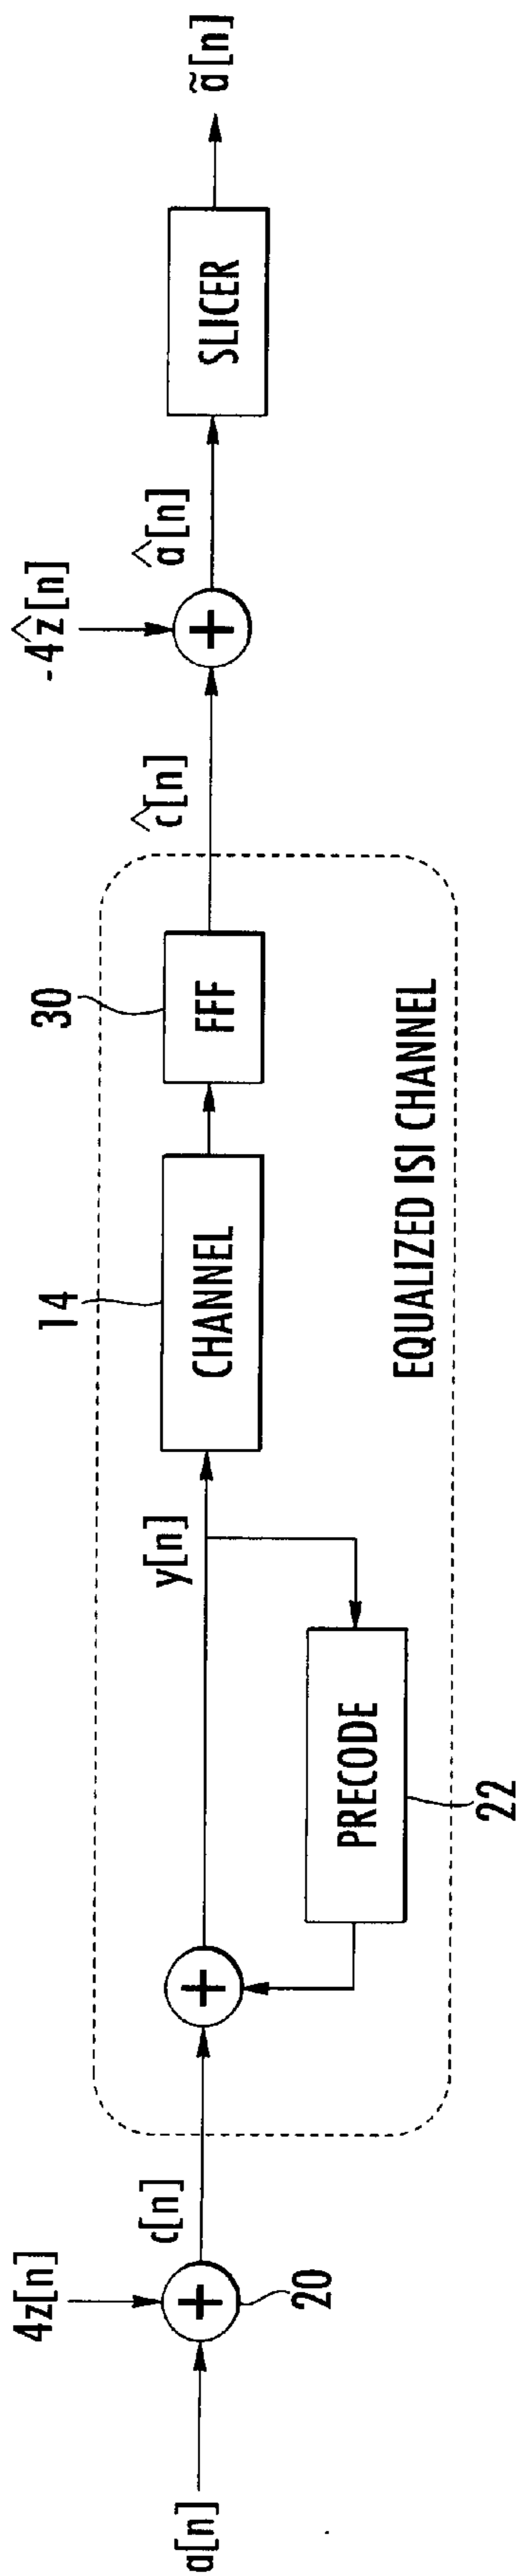 a[n]
4z[n]
20
c[n]
PRECODE
22
y[n]
14
CHANNEL
30
FFF
EQUALIZED ISI CHANNEL
ĉ[n]
-4ẑ[n]
â[n]
SLICER
ã[n]